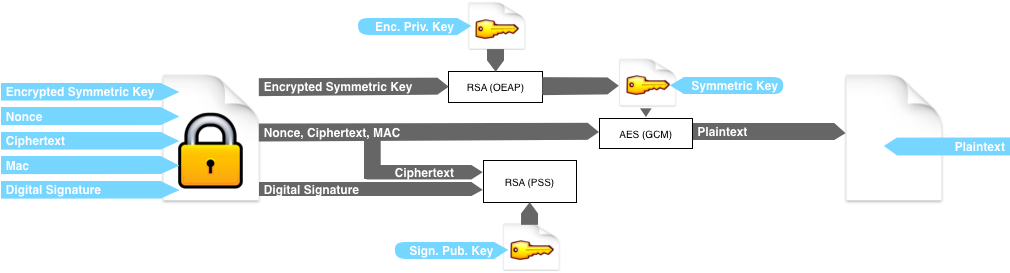 Enc. Priv. Key
Encrypted Symmetric Key
Encrypted Symmetric Key
RSA (OEAP)
Symmetric Key
Nonce
Nonce, Ciphertext, MAC
AES (GCM)
Plaintext
Ciphertext
Plaintext
Mac
Ciphertext
RSA (PSS)
Digital Signature
Digital Signature
Sign. Pub. Key